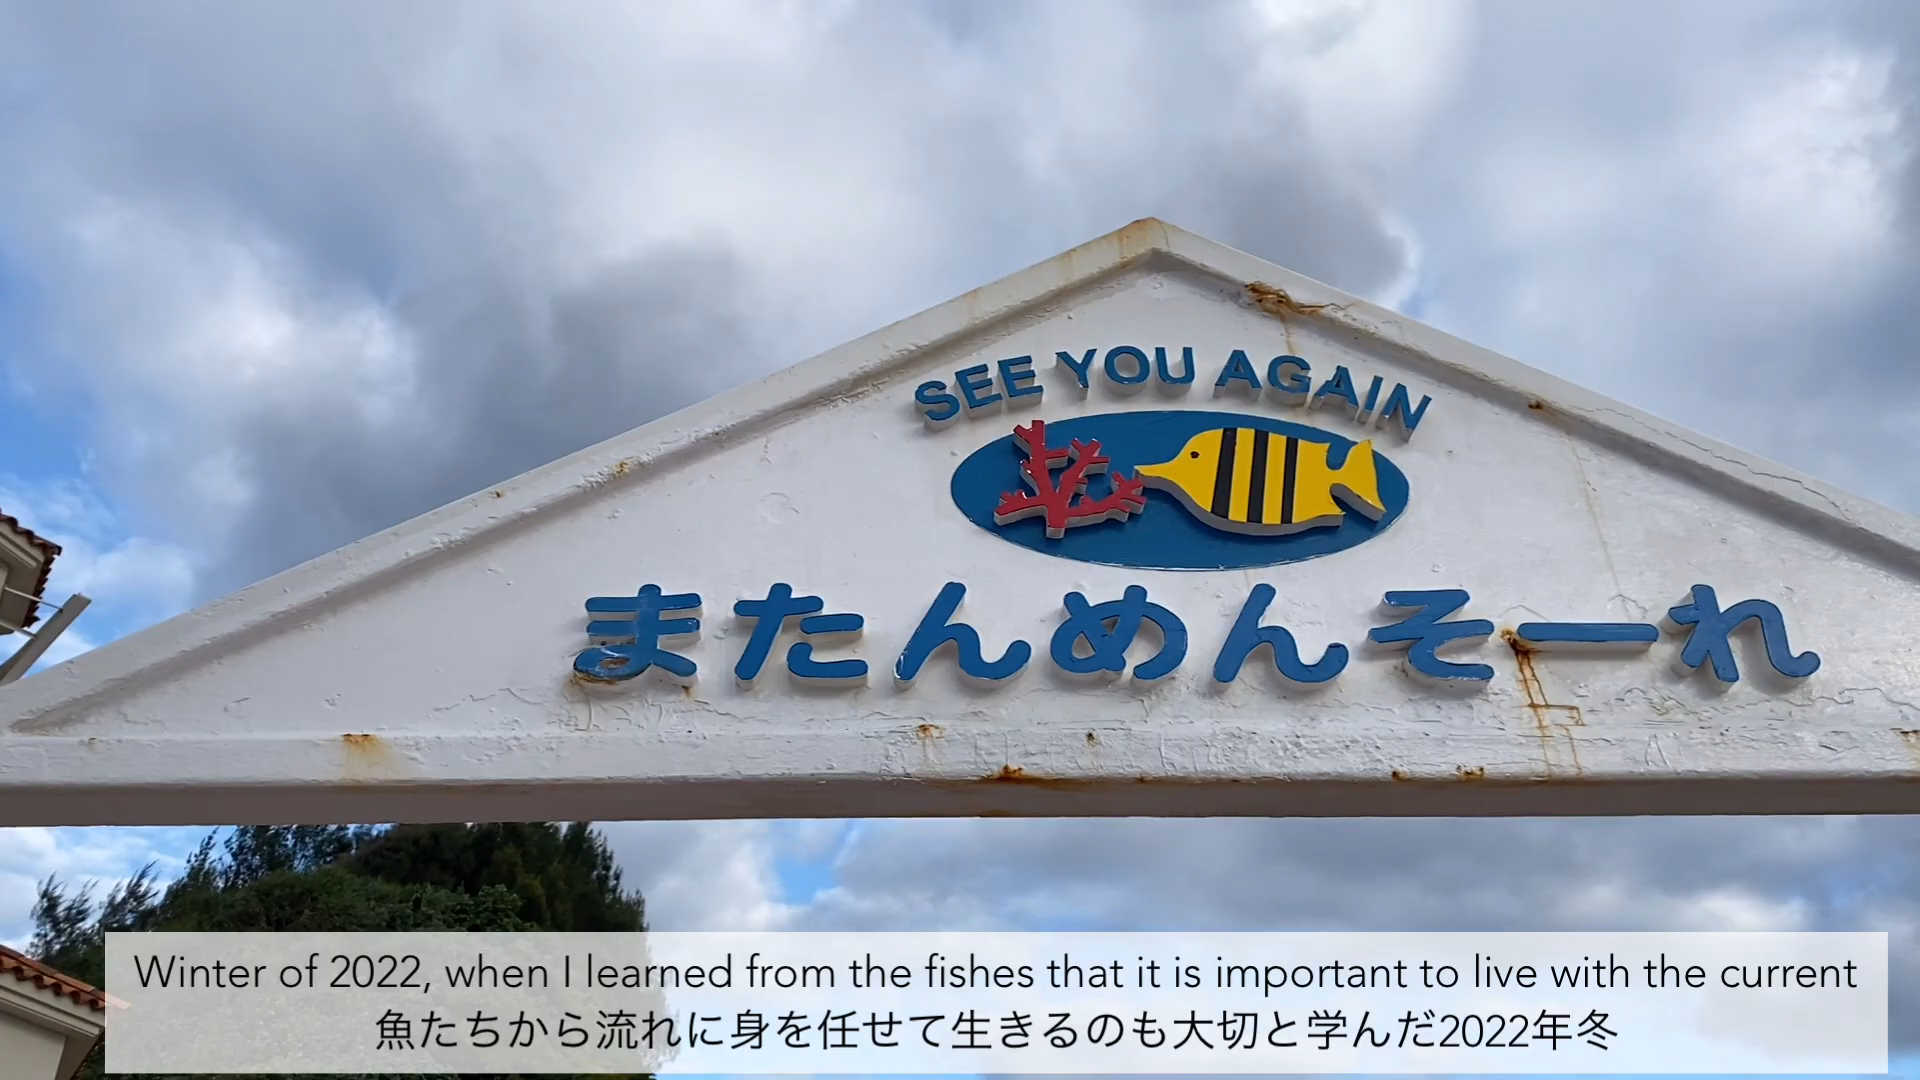 SEE YOU AGAIN
またんめんそーれ
Winter of 2022, when I learned from the fishes that it is important to live with the current
魚たちから流れに身を任せて生きるのも大切と学んだ2022年冬